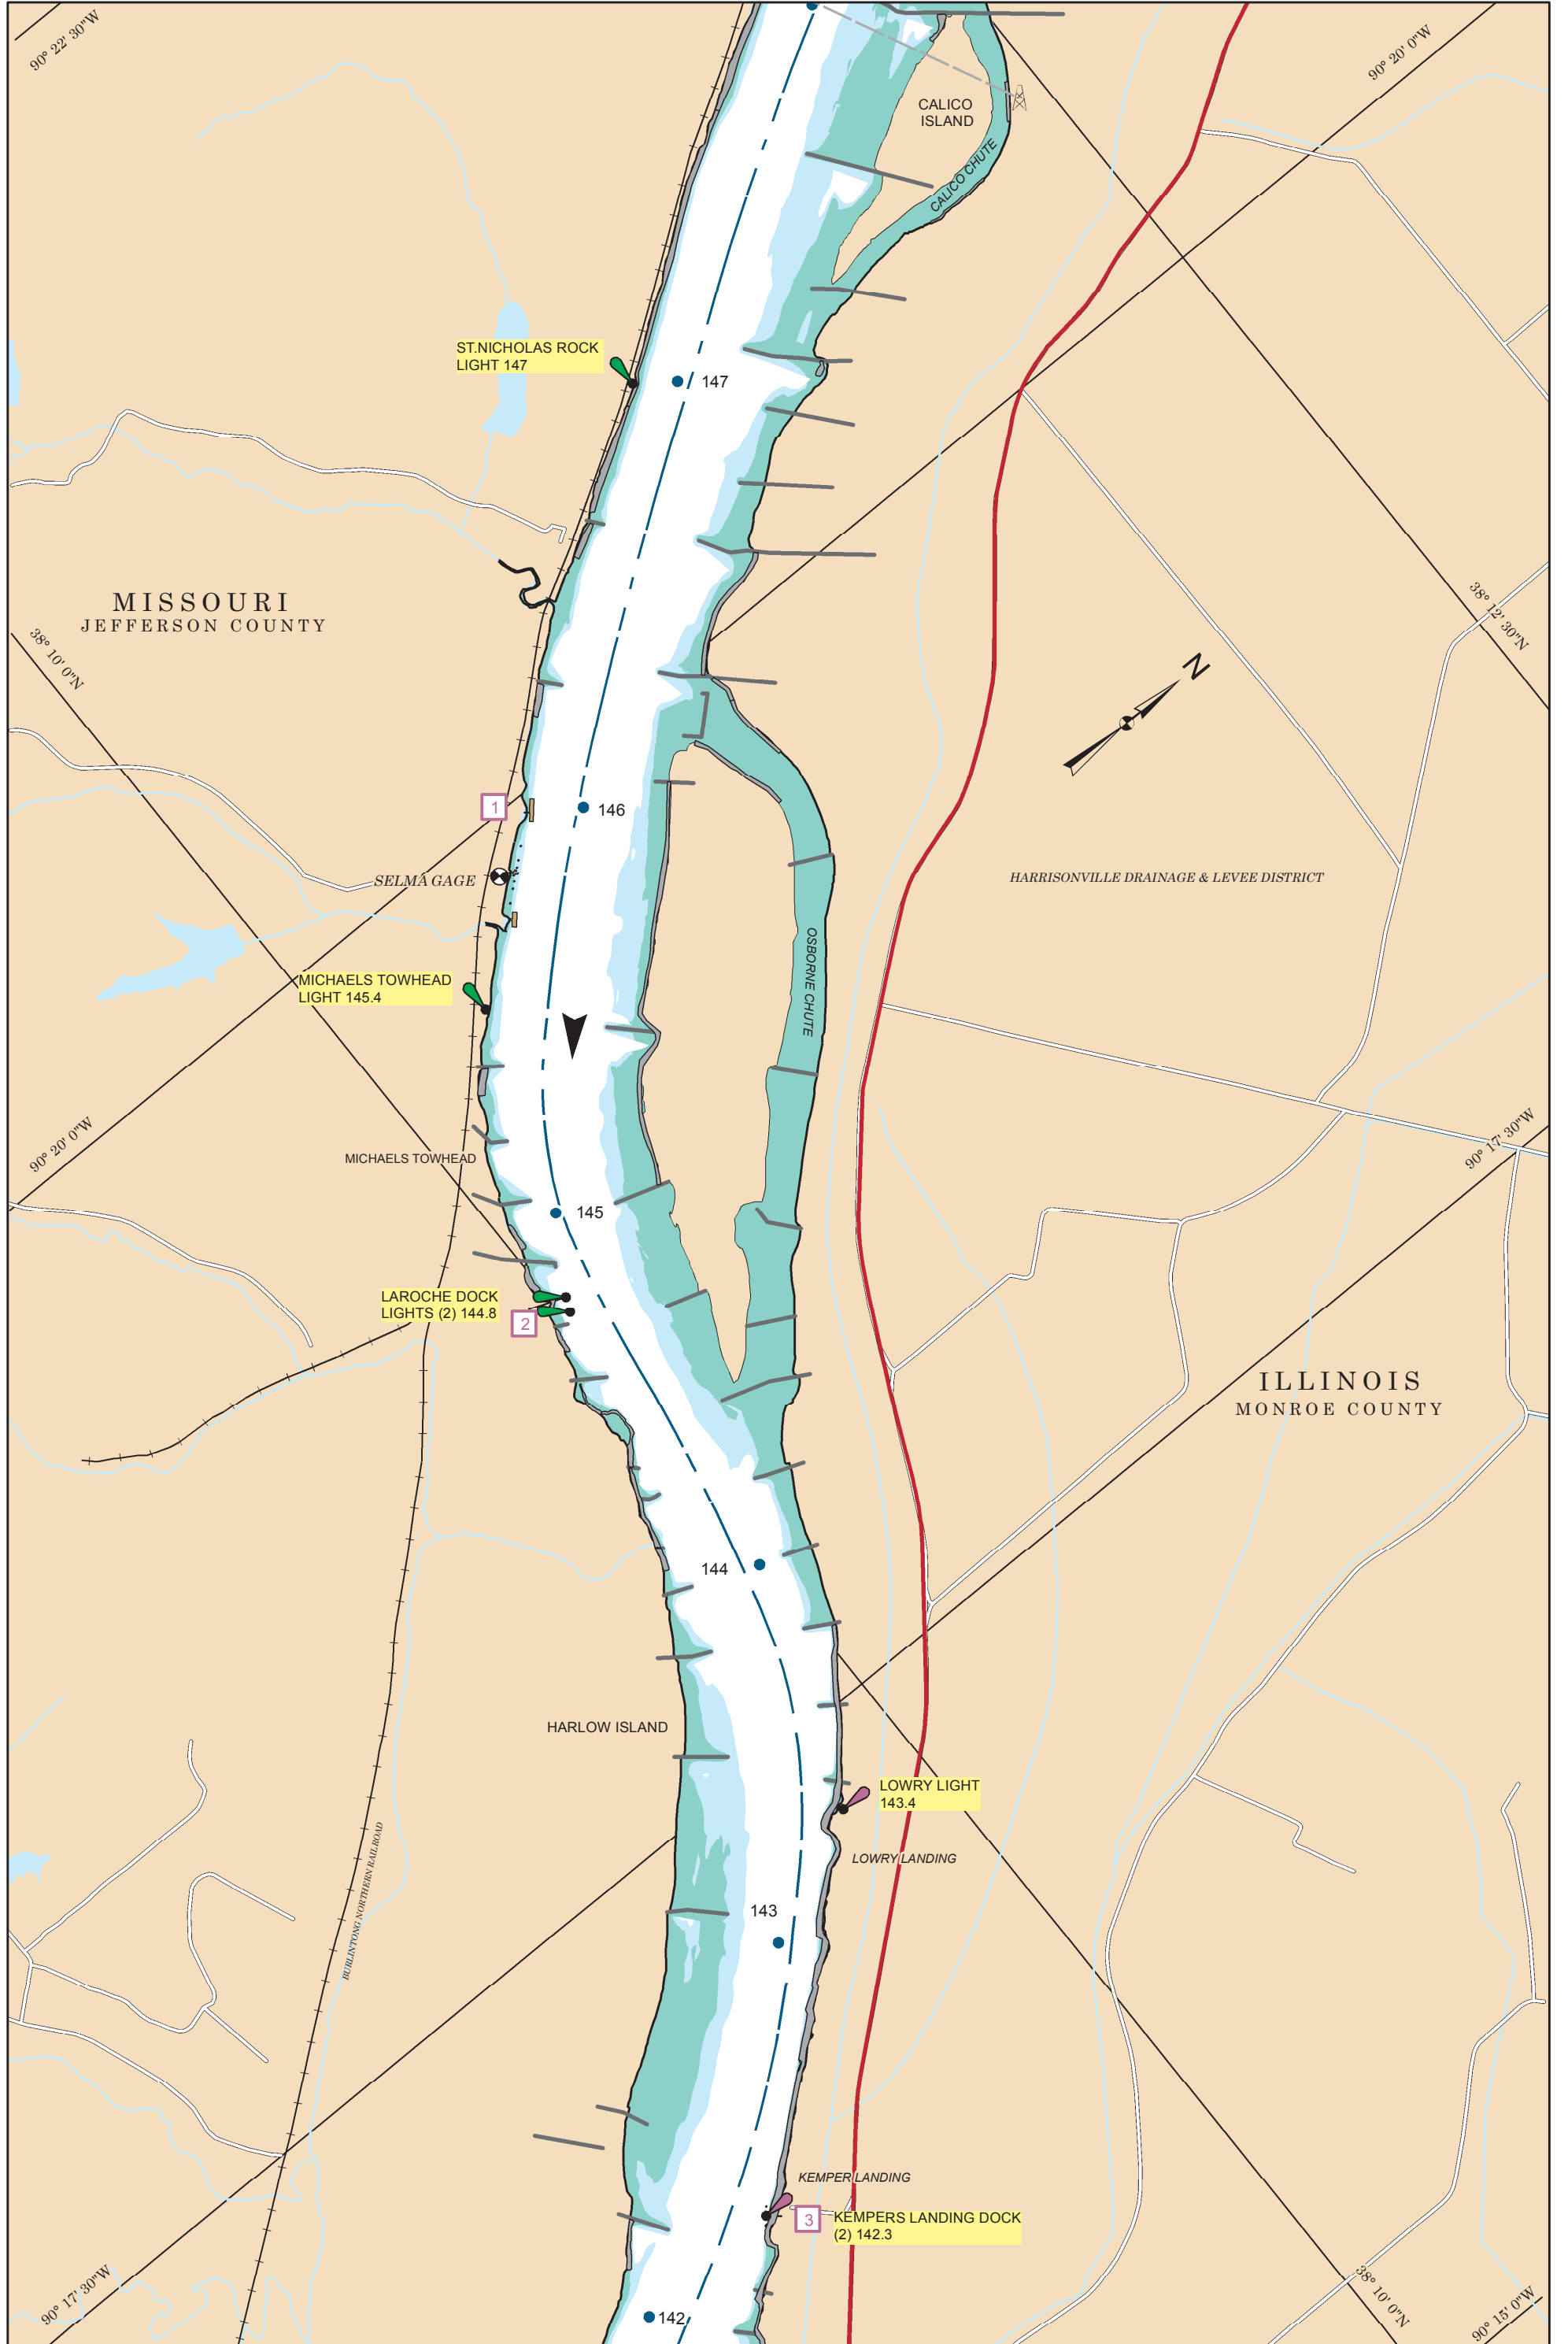 90° 22' 30"W
90° 20' 0"W
CALICO
ISLAND
CALICO CHUTE
ST.NICHOLAS ROCK
LIGHT 147
147
MISSOURI
JEFFERSON COUNTY
38° 10' 0"N
38° 12' 30"N
N
1
146
SELMA GAGE
HARRISONVILLE DRAINAGE & LEVEE DISTRICT
OSBORNE CHUTE
MICHAELS TOWHEAD
LIGHT 145.4
90° 20' 0"W
MICHAELS TOWHEAD
90° 17' 30"W
145
LAROCHE DOCK
LIGHTS (2) 144.8
2
ILLINOIS
MONROE COUNTY
144
HARLOW ISLAND
LOWRY LIGHT
143.4
LOWRY LANDING
BURLINTONG NORTHERN RAILROAD
143
KEMPER LANDING
3
KEMPERS LANDING DOCK
(2) 142.3
90° 17' 30"W
142
38° 10' 0"N
90° 15' 0"W